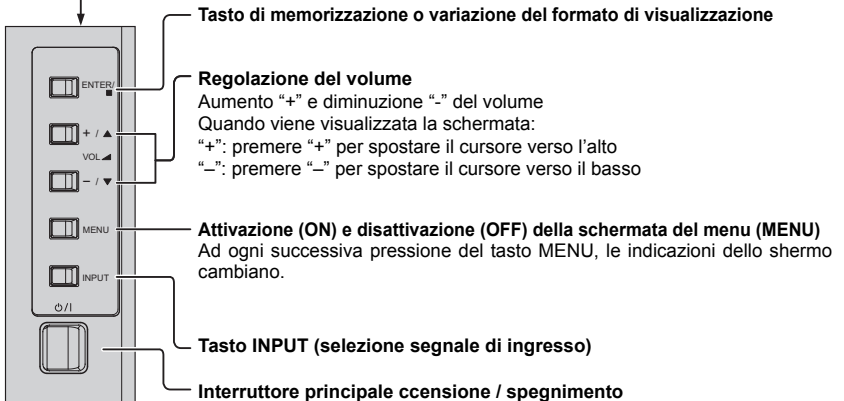 Tasto di memorizzazione o variazione del formato di visualizzazione
ENTER/
Regolazione del volume
Aumento “+” e diminuzione “-” del volume
Quando viene visualizzata la schermata:
“+”: premere “+” per spostare il cursore verso l’alto
“–”: premere “–” per spostare il cursore verso il basso
+ / ▲
VOL
– / ▼
MENU
Attivazione (ON) e disattivazione (OFF) della schermata del menu (MENU)
Ad ogni successiva pressione del tasto MENU, le indicazioni dello shermo
cambiano.
INPUT
⏻/I
Tasto INPUT (selezione segnale di ingresso)
Interruttore principale ccensione / spegnimento